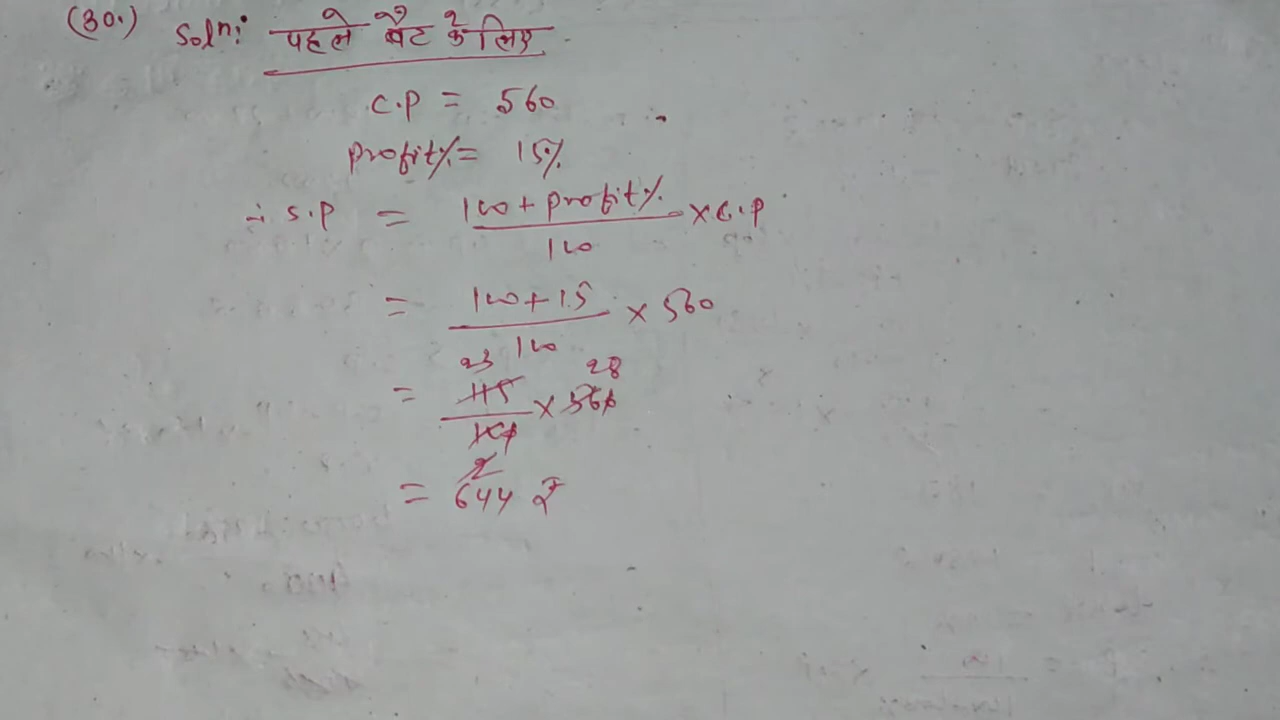 (30.) Solⁿ: पहले बैट के लिए
C.P = 560
profit% = 15%
∴ S.P = 100 + profit% / 100 × C.P
= 100 + 15 / 100 × 560
23 28
= 115 / 100 × 560
2
= 644 ₹